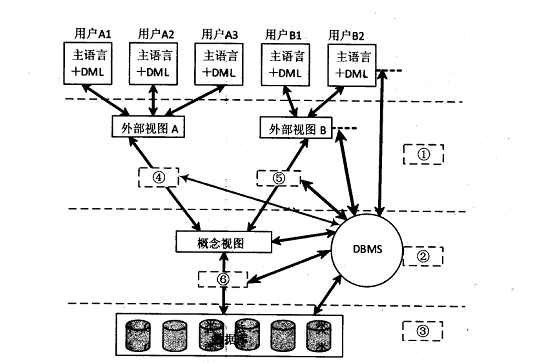 用户A1 用户A2 用户A3 用户B1 用户B2
主语言 主语言 主语言 主语言 主语言
+DML +DML +DML +DML +DML
外部视图 A 外部视图 B
①
④ ⑤
概念视图 DBMS
②
⑥
③